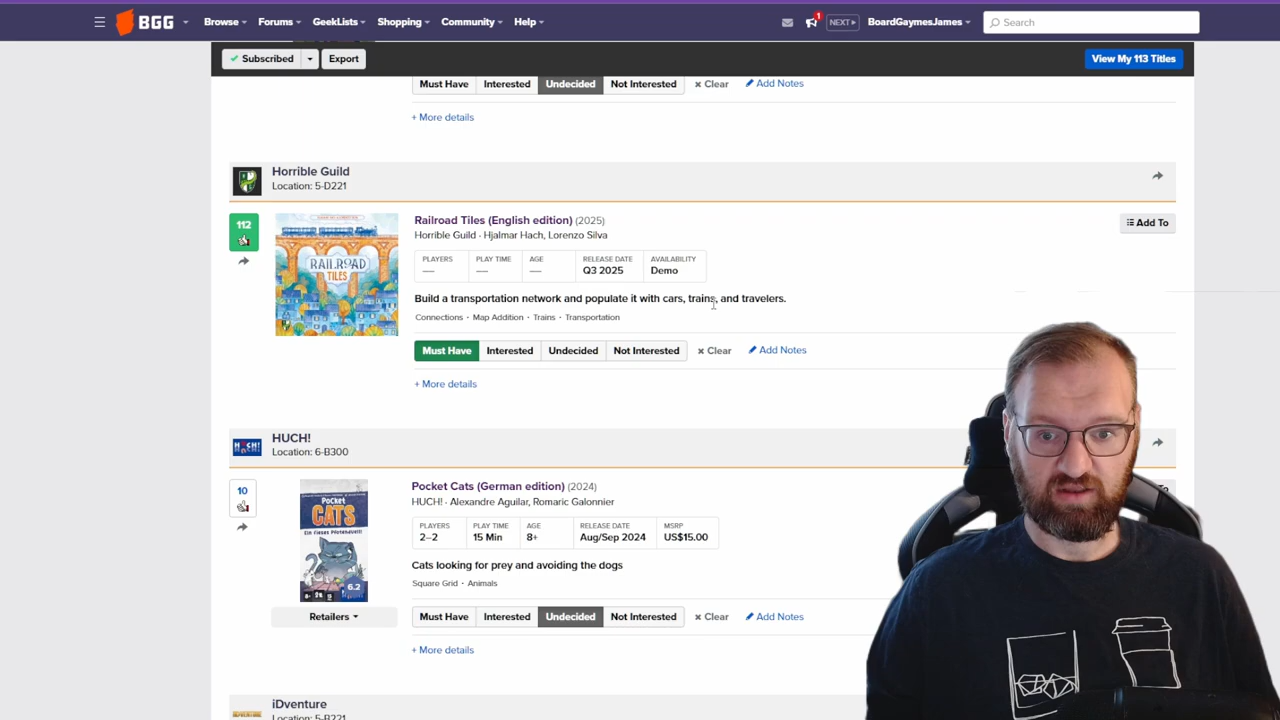 BGG
Browse
Forums
GeekLists
Shopping
Community
Help
1
NEXT
BoardGaymesJames
Search
Subscribed
Export
View My 113 Titles
Must Have Interested Undecided Not Interested × Clear Add Notes
+ More details
Horrible Guild
Location: 5-D221
112
RAILROAD
TILES
Railroad Tiles (English edition) (2025)
Add To
Horrible Guild - Hjalmar Hach, Lorenzo Silva
PLAYERS PLAY TIME AGE RELEASE DATE AVAILABILITY
— — — Q3 2025 Demo
Build a transportation network and populate it with cars, trains, and travelers.
Connections · Map Addition · Trains · Transportation
Must Have Interested Undecided Not Interested × Clear Add Notes
+ More details
HUCH!
HUCH!
Location: 6-B300
10
Pocket
CATS
6.2
Retailers
Pocket Cats (German edition) (2024)
HUCH! - Alexandre Aguilar, Romaric Galonnier
PLAYERS PLAY TIME AGE RELEASE DATE MSRP
2–2 15 Min 8+ Aug/Sep 2024 US$15.00
Cats looking for prey and avoiding the dogs
Square Grid · Animals
Must Have Interested Undecided Not Interested × Clear Add Notes
+ More details
iDventure
Location: 5-B221